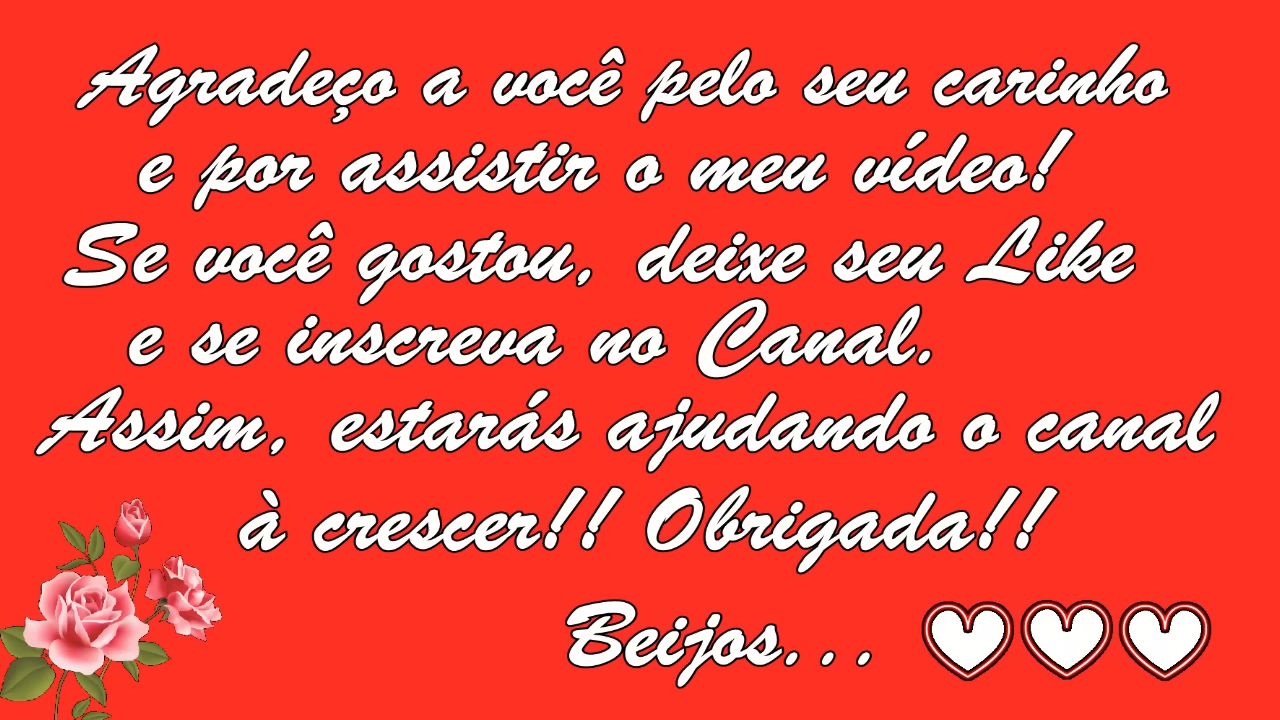 Agradeço a você pelo seu carinho
e por assistir o meu vídeo!
Se você gostou, deixe seu Like
e se inscreva no Canal.
Assim, estarás ajudando o canal
à crescer!! Obrigada!!
Beijos...